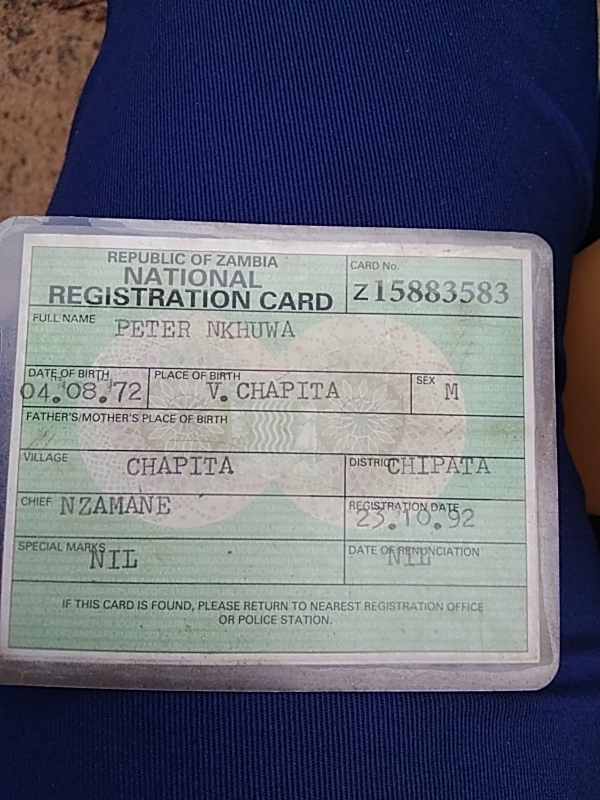 REPUBLIC OF ZAMBIA
NATIONAL
REGISTRATION CARD
CARD No.
Z15883583
FULL NAME PETER NKHUWA
DATE OF BIRTH PLACE OF BIRTH SEX
04.08.72 V. CHAPITA M
FATHER'S/MOTHER'S PLACE OF BIRTH
VILLAGE CHAPITA DISTRICT CHIPATA
CHIEF NZAMANE REGISTRATION DATE
23.10.92
SPECIAL MARKS NIL DATE OF RENUNCIATION NIL
IF THIS CARD IS FOUND, PLEASE RETURN TO NEAREST REGISTRATION OFFICE
OR POLICE STATION.